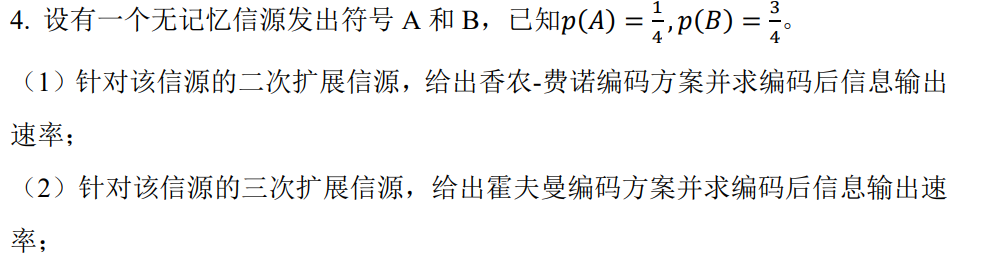 4. 设有一个无记忆信源发出符号 A 和 B，已知p(A) = 1/4, p(B) = 3/4。
（1）针对该信源的二次扩展信源，给出香农-费诺编码方案并求编码后信息输出
速率；
（2）针对该信源的三次扩展信源，给出霍夫曼编码方案并求编码后信息输出速
率；